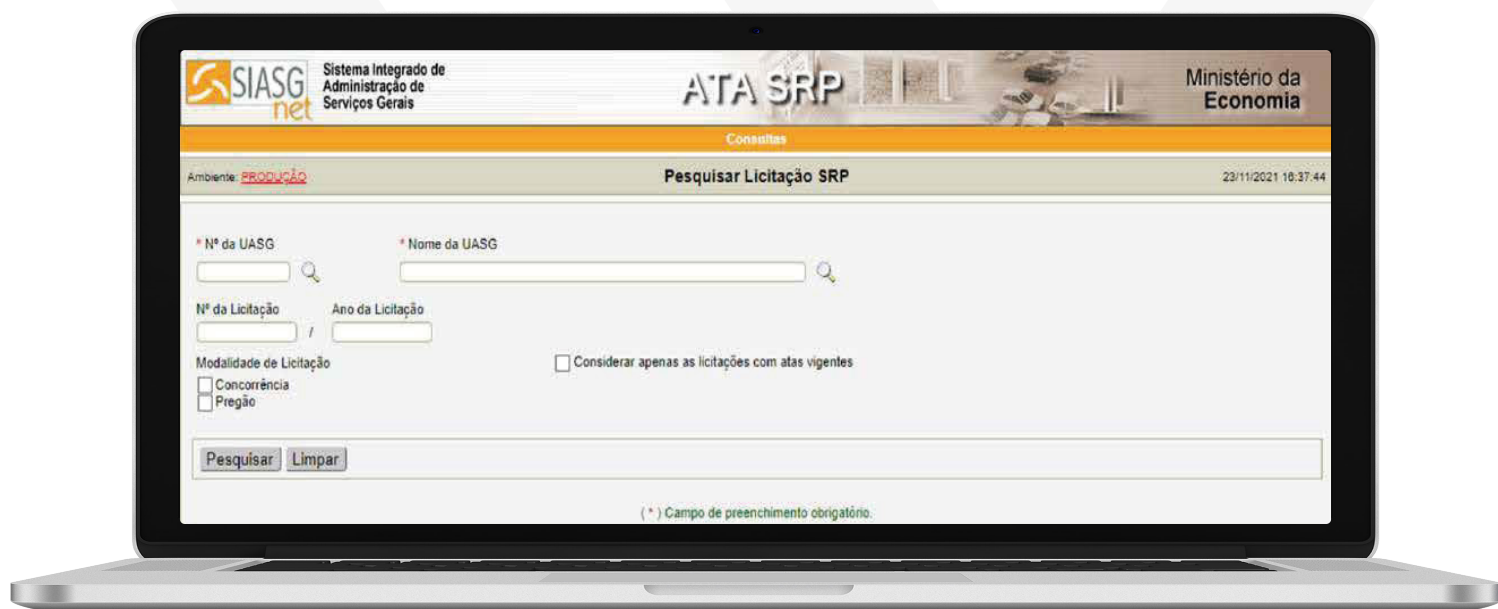 SIASG
net
Sistema Integrado de
Administração de
Serviços Gerais
ATA SRP
Ministério da
Economia
Consultas
Ambiente: PRODUÇÃO
Pesquisar Licitação SRP
23/11/2021 16:37:44
* Nº da UASG
* Nome da UASG
Nº da Licitação
Ano da Licitação
/
Modalidade de Licitação
Considerar apenas as licitações com atas vigentes
Concorrência
Pregão
Pesquisar
Limpar
( * ) Campo de preenchimento obrigatório.